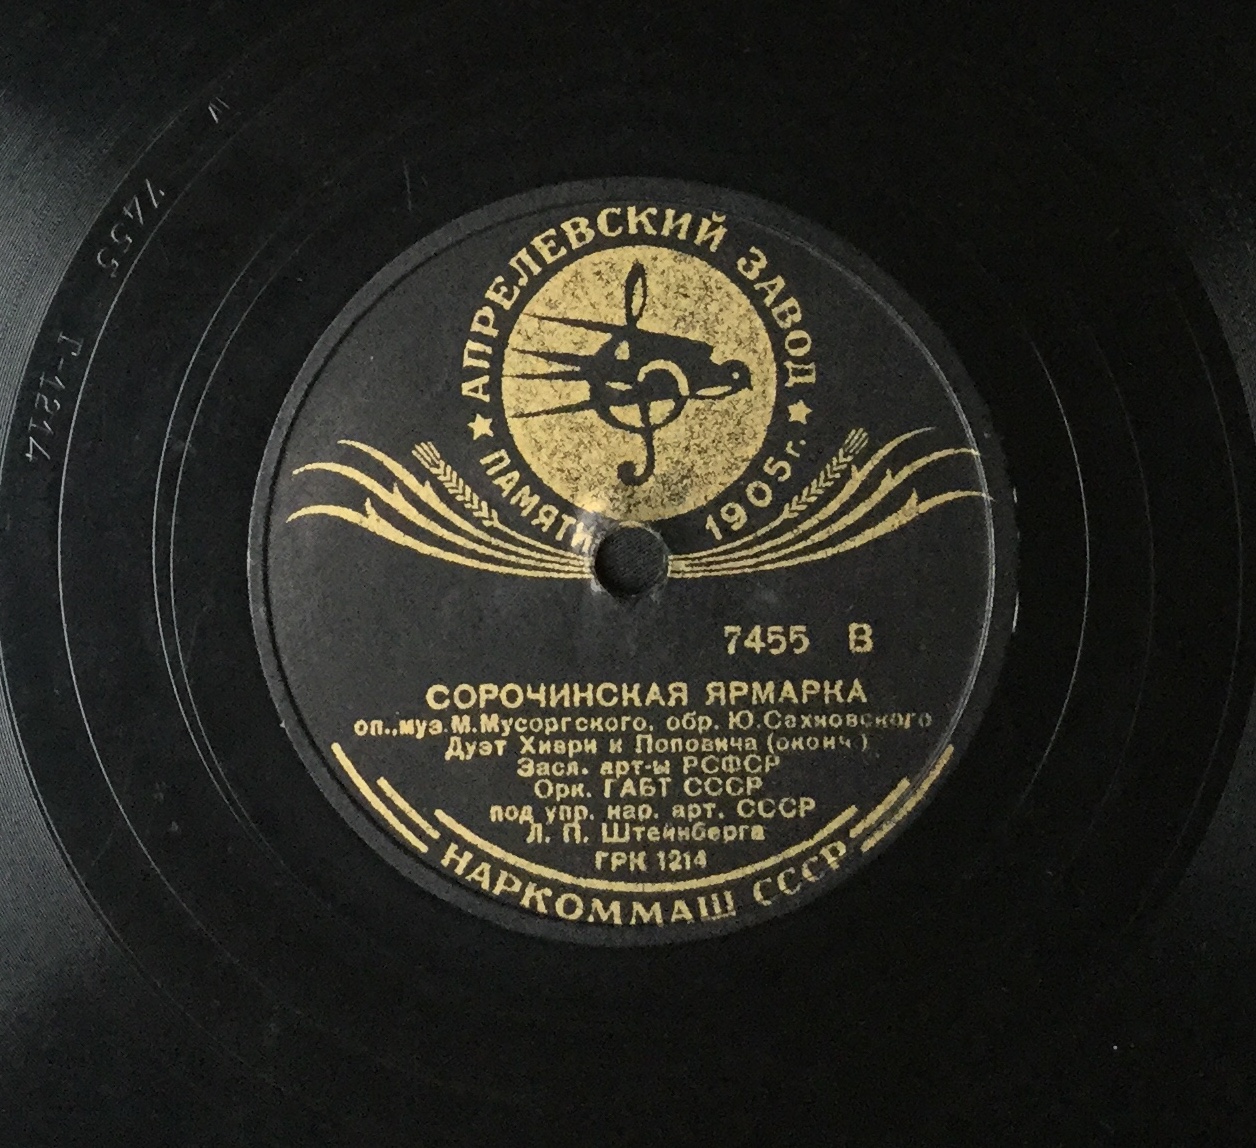 АПРЕЛЕВСКИЙ ЗАВОД
ПАМЯТИ 1905 г.
7455 В
СОРОЧИНСКАЯ ЯРМАРКА
оп., муз. М. Мусоргского, обр. Ю. Сахновского
Дуэт Хиври и Поповича (оконч.)
Засл. арт-ы РСФСР
Орк. ГАБТ СССР
под упр. нар. арт. СССР
Л. П. Штейнберга
ГРК 1214
НАРКОММАШ СССР
7455 Г-1214